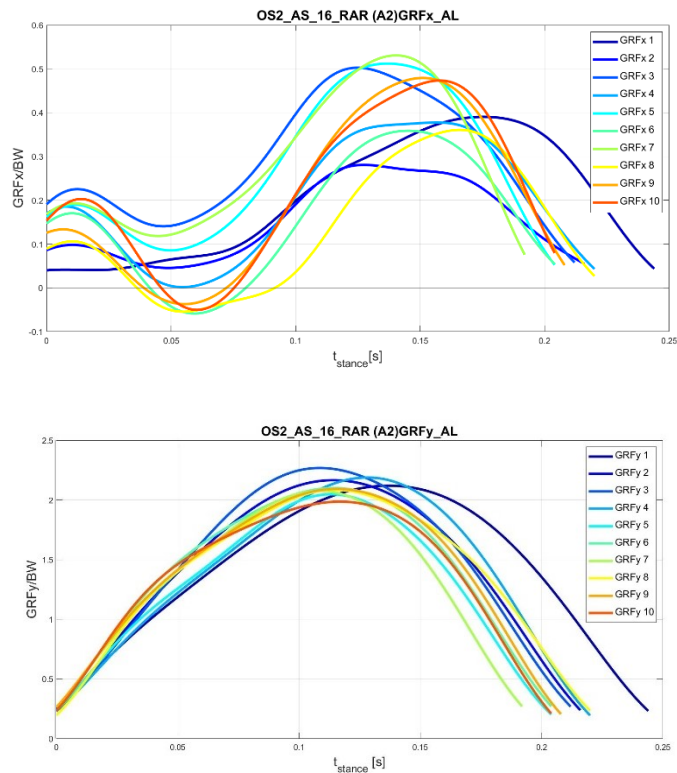 OS2_AS_16_RAR (A2)GRFx_AL
GRFx/BW
0.6
0.5
0.4
0.3
0.2
0.1
0
-0.1
0
0.05
0.1
0.15
0.2
0.25
t_stance[s]
GRFx 1
GRFx 2
GRFx 3
GRFx 4
GRFx 5
GRFx 6
GRFx 7
GRFx 8
GRFx 9
GRFx 10
OS2_AS_16_RAR (A2)GRFy_AL
GRFy/BW
2.5
2
1.5
1
0.5
0
0
0.05
0.1
0.15
0.2
0.25
t_stance [s]
GRFy 1
GRFy 2
GRFy 3
GRFy 4
GRFy 5
GRFy 6
GRFy 7
GRFy 8
GRFy 9
GRFy 10